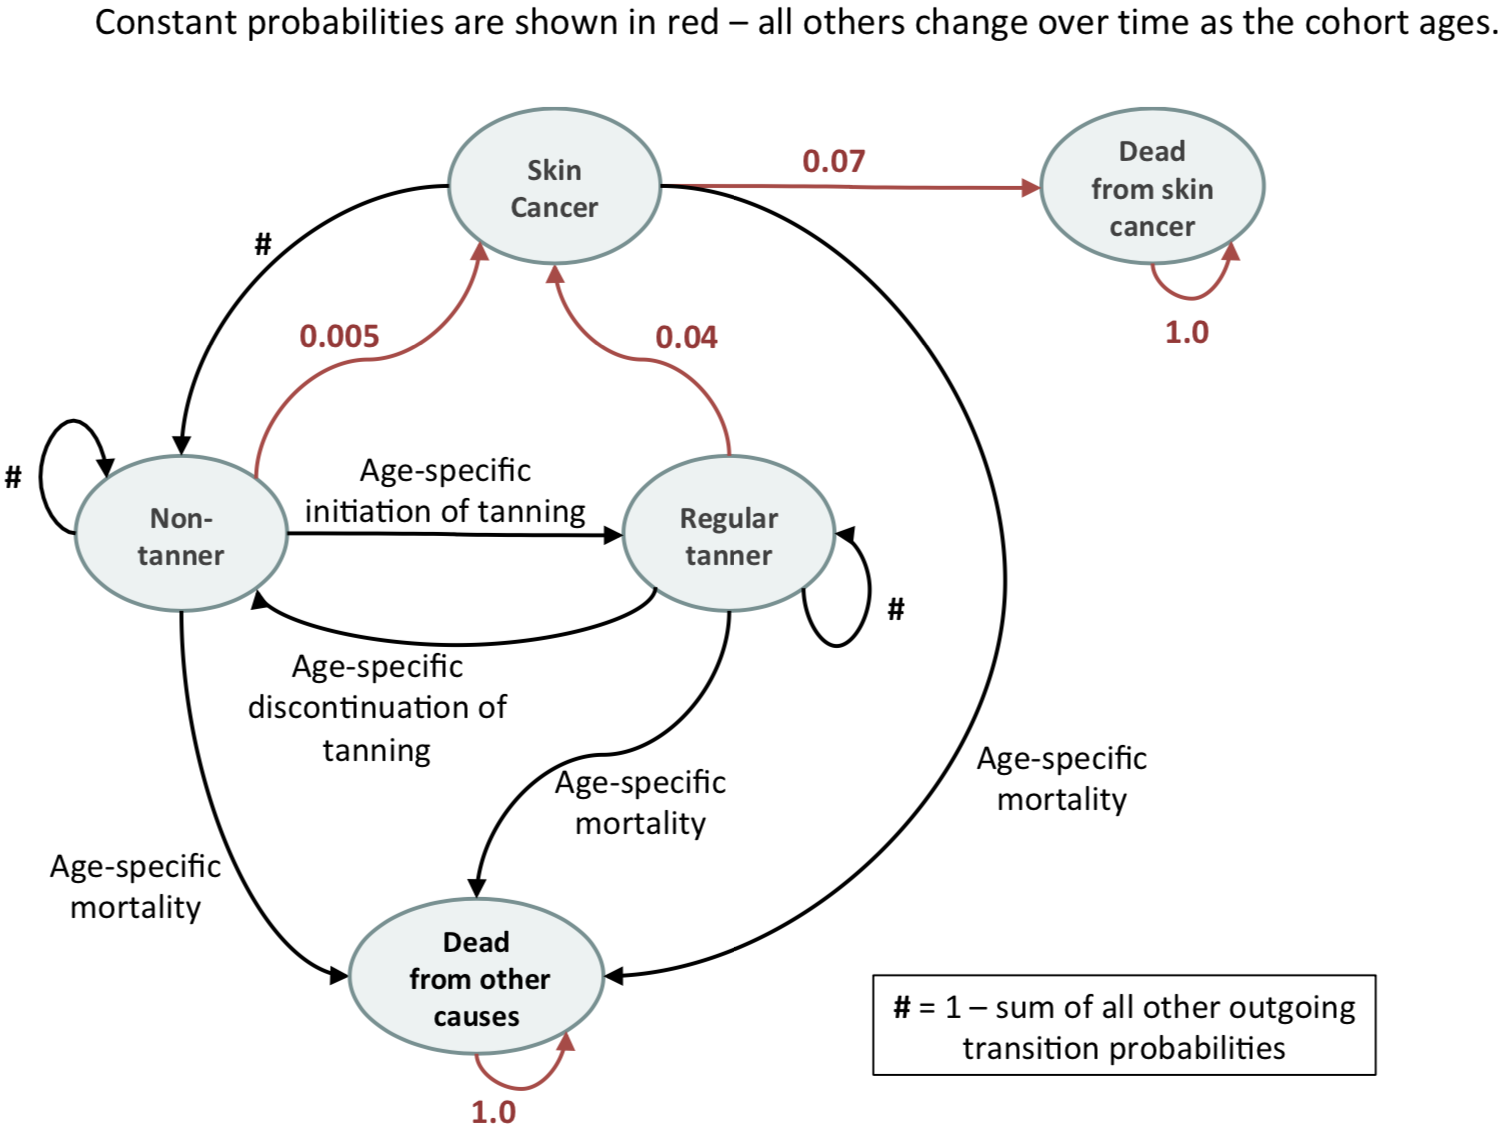 Constant probabilities are shown in red – all others change over time as the cohort ages.
Skin
Cancer
0.07
Dead
from skin
cancer
1.0
#
0.005
0.04
#
Non-
tanner
Age-specific
initiation of tanning
Regular
tanner
#
Age-specific
discontinuation of
tanning
Age-specific
mortality
Age-specific
mortality
Age-specific
mortality
Dead
from other
causes
1.0
# = 1 – sum of all other outgoing
transition probabilities